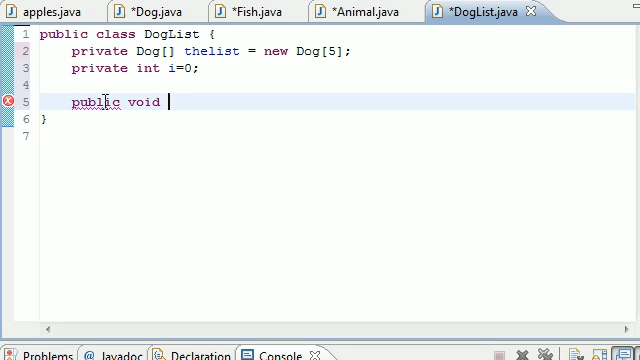 apples.java *Dog.java *Fish.java *Animal.java *DogList.java
1 public class DogList {
2 private Dog[] thelist = new Dog[5];
3 private int i=0;
4
5 public void
6 }
7
Problems @ Javadoc Declaration Console